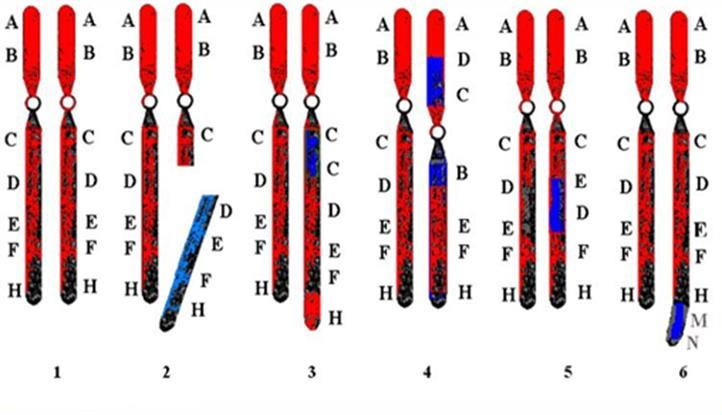 A A A A A A A A A A A A
B B B B B B D B B B B
C C C C C C C C C C C
C
D D D D D D D E D D
B
D
E E E E E E E E E E E
F F F F F F F F F F F F
H H H H H H H H H H H H
M
N
1 2 3 4 5 6